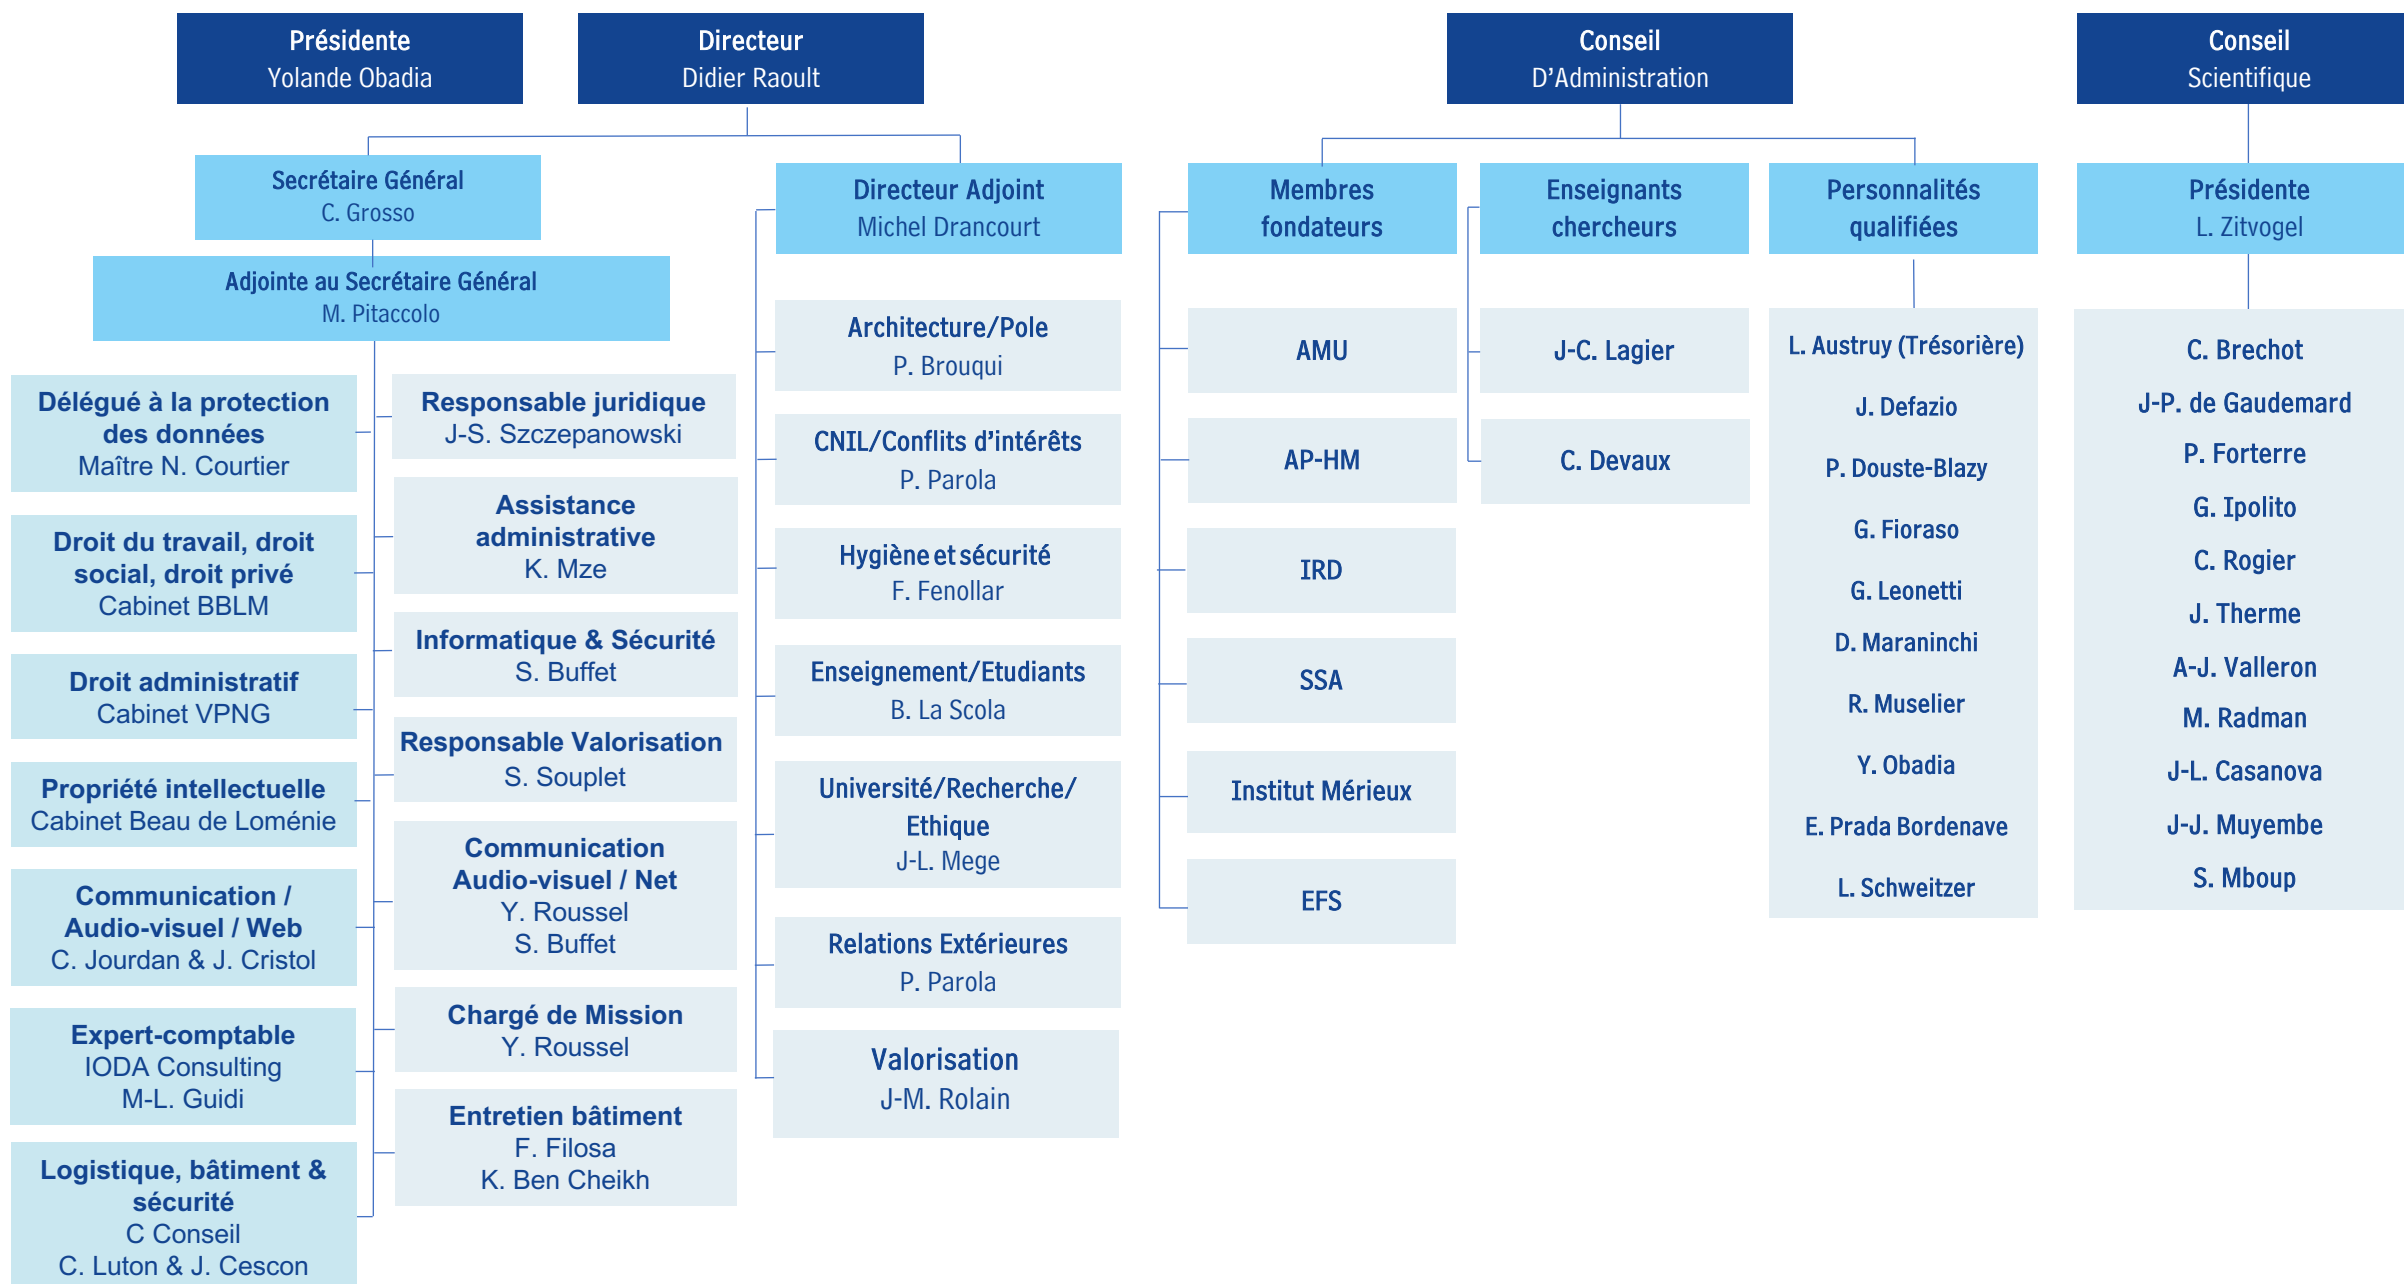 Présidente
Yolande Obadia
Directeur
Didier Raoult
Conseil
D'Administration
Conseil
Scientifique
Secrétaire Général
C. Grosso
Adjointe au Secrétaire Général
M. Pitaccolo
Délégué à la protection
des données
Maître N. Courtier
Droit du travail, droit
social, droit privé
Cabinet BBLM
Droit administratif
Cabinet VPNG
Propriété intellectuelle
Cabinet Beau de Loménie
Communication /
Audio-visuel / Web
C. Jourdan & J. Cristol
Expert-comptable
IODA Consulting
M-L. Guidi
Logistique, bâtiment &
sécurité
C Conseil
C. Luton & J. Cescon
Responsable juridique
J-S. Szczepanowski
Assistance
administrative
K. Mze
Informatique & Sécurité
S. Buffet
Responsable Valorisation
S. Souplet
Communication
Audio-visuel / Net
Y. Roussel
S. Buffet
Chargé de Mission
Y. Roussel
Entretien bâtiment
F. Filosa
K. Ben Cheikh
Directeur Adjoint
Michel Drancourt
Architecture/Pole
P. Brouqui
CNIL/Conflits d'intérêts
P. Parola
Hygiène et sécurité
F. Fenollar
Enseignement/Etudiants
B. La Scola
Université/Recherche/
Ethique
J-L. Mege
Relations Extérieures
P. Parola
Valorisation
J-M. Rolain
Membres
fondateurs
AMU
AP-HM
IRD
SSA
Institut Mérieux
EFS
Enseignants
chercheurs
J-C. Lagier
C. Devaux
Personnalités
qualifiées
L. Austruy (Trésorière)
J. Defazio
P. Douste-Blazy
G. Fioraso
G. Leonetti
D. Maraninchi
R. Muselier
Y. Obadia
E. Prada Bordenave
L. Schweitzer
Présidente
L. Zitvogel
C. Brechot
J-P. de Gaudemard
P. Forterre
G. Ipolito
C. Rogier
J. Therme
A-J. Valleron
M. Radman
J-L. Casanova
J-J. Muyembe
S. Mboup